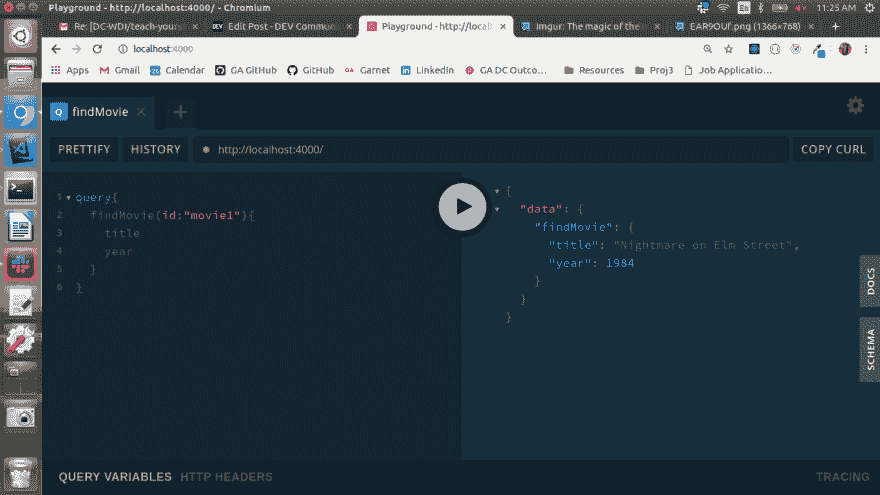 Playground - http://localhost:4000/ - Chromium
En
11:25 AM
Re: [DC-WDI/teach-yours
Edit Post - DEV Commun
Playground - http://local
Imgur: The magic of the
EAR9OUf.png (1366×768)
localhost:4000
Apps
Gmail
Calendar
GA GitHub
GitHub
GA Garnet
LinkedIn
GA DC Outco...
Resources
Proj3
Job Applicatio...
Q findMovie
PRETTIFY
HISTORY
http://localhost:4000/
COPY CURL
1 query{
2 findMovie(id:"movie1"){
3 title
4 year
5 }
6 }
{
"data": {
"findMovie": {
"title": "Nightmare on Elm Street",
"year": 1984
}
}
}
DOCS
SCHEMA
QUERY VARIABLES
HTTP HEADERS
TRACING